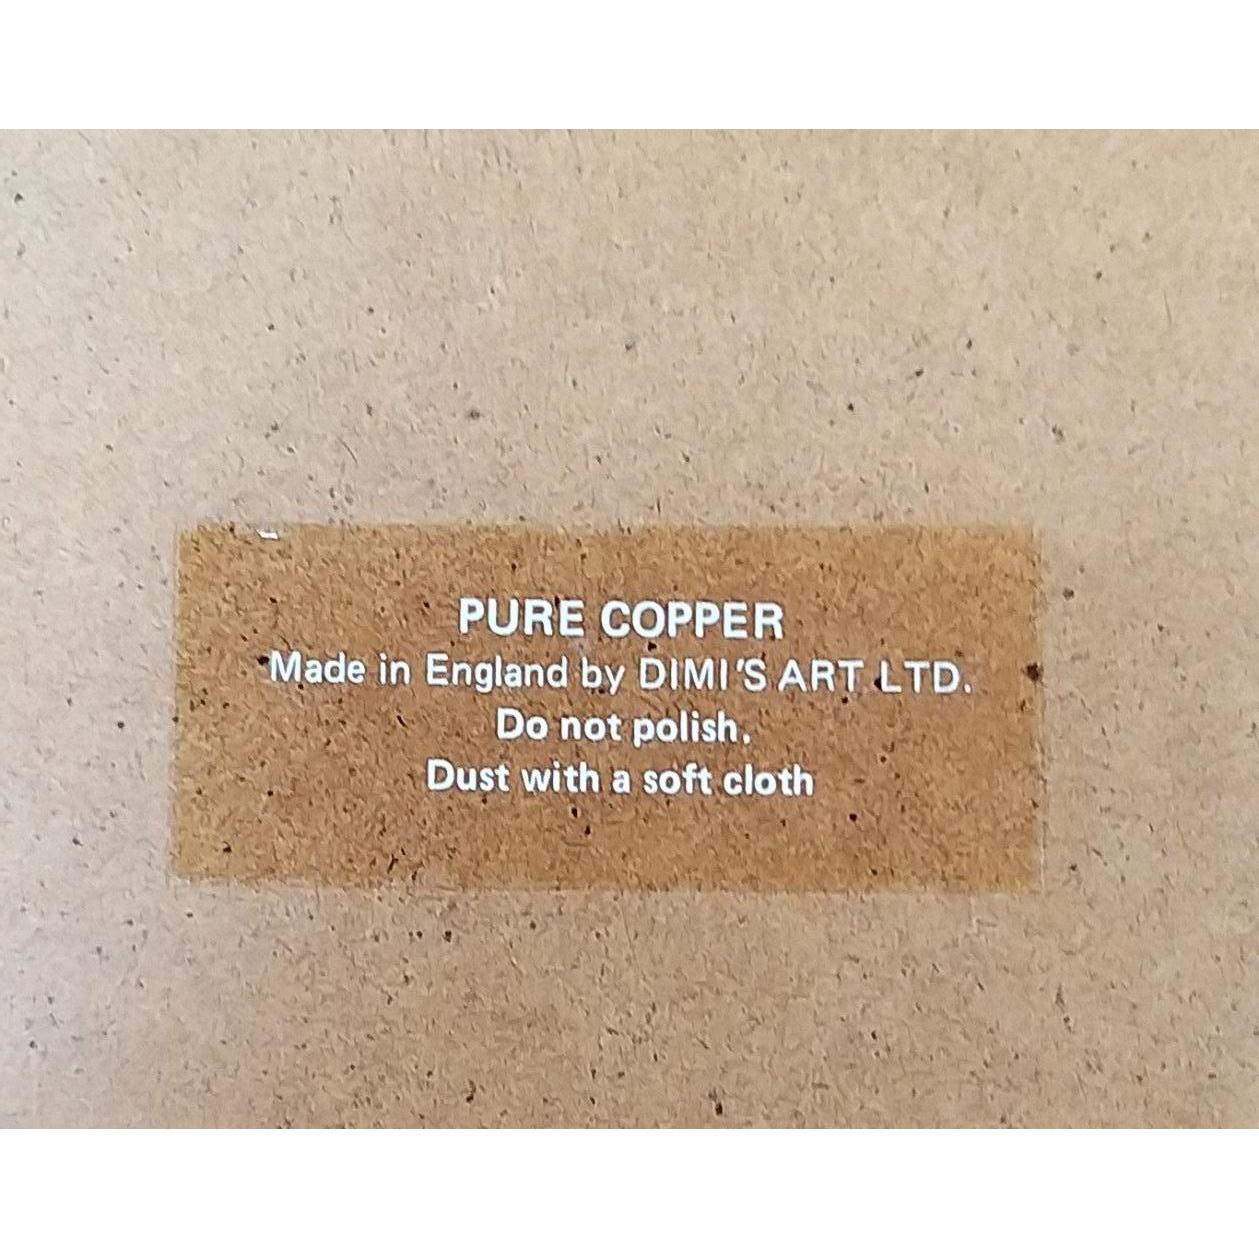 PURE COPPER
Made in England by DIMI'S ART LTD.
Do not polish.
Dust with a soft cloth